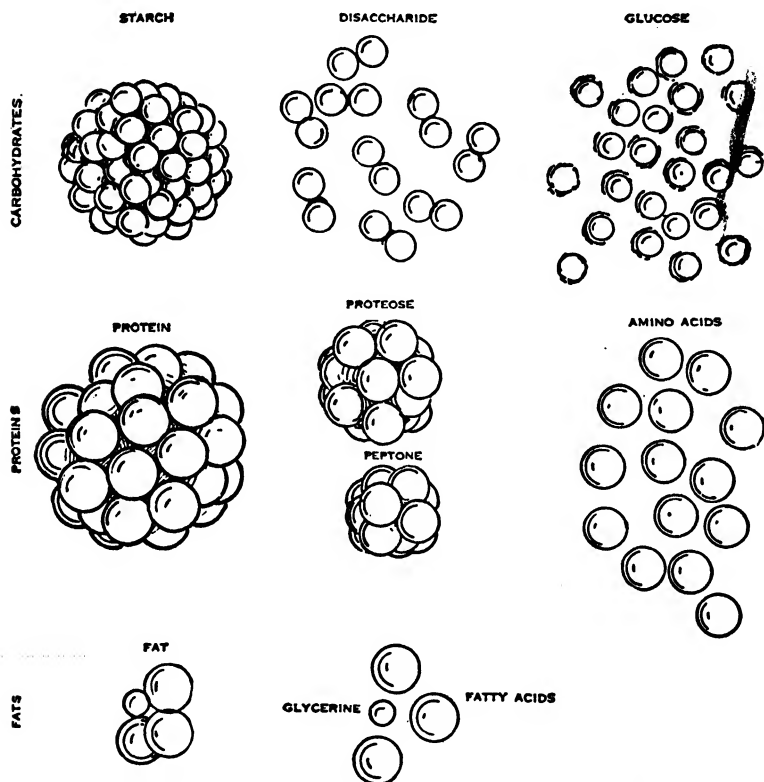 STARCH
DISACCHARIDE
GLUCOSE
CARBOHYDRATES.
PROTEIN
PROTEOSE
AMINO ACIDS
PROTEINS
PEPTONE
FAT
FATS
GLYCERINE
FATTY ACIDS